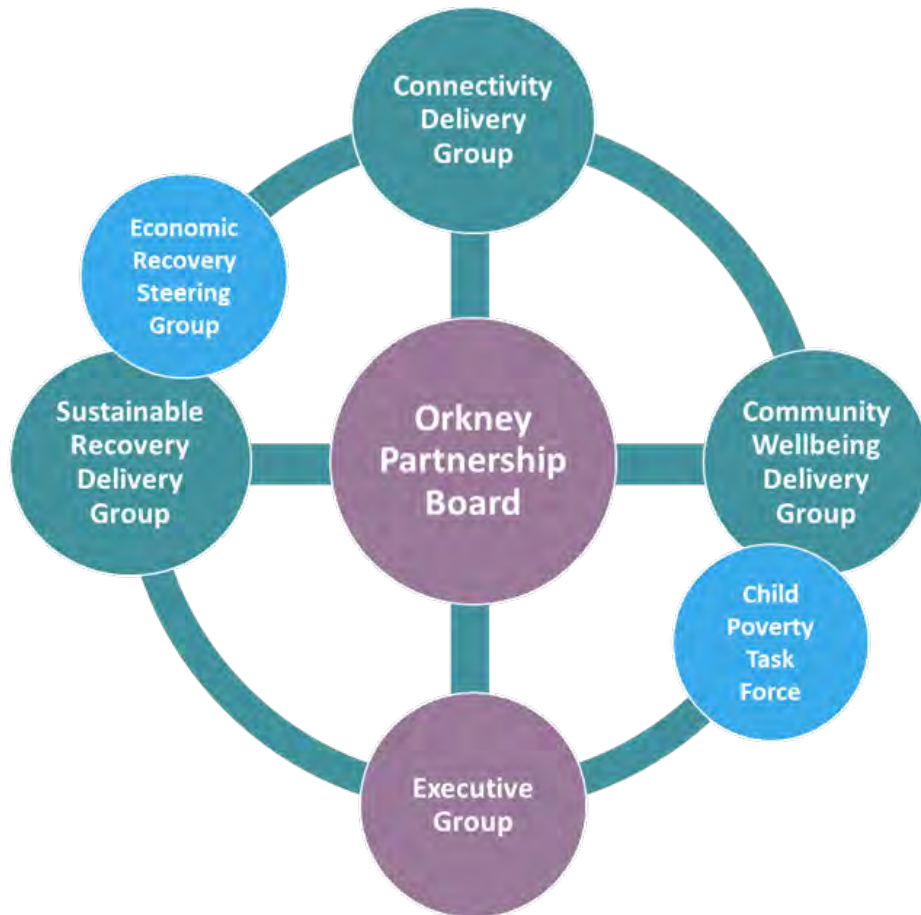 Connectivity
Delivery
Group
Economic
Recovery
Steering
Group
Sustainable
Recovery
Delivery
Group
Orkney
Partnership
Board
Community
Wellbeing
Delivery
Group
Child
Poverty
Task
Force
Executive
Group